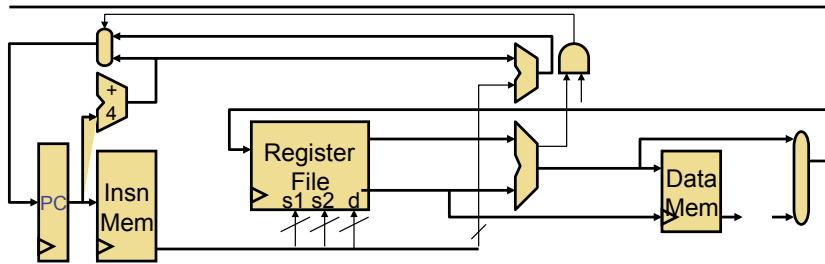 +
4
PC
Insn
Mem
Register
File
s1 s2 d
Data
Mem